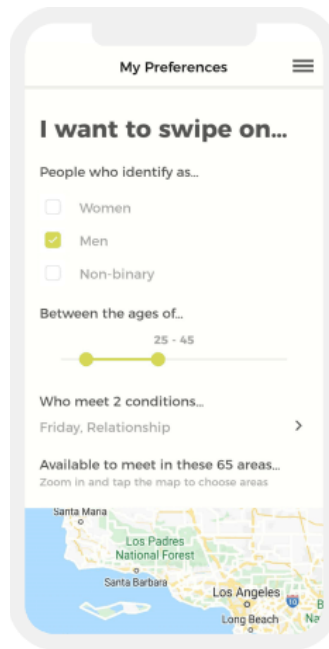 My Preferences
I want to swipe on...
People who identify as...
Women
Men
Non-binary
Between the ages of...
25 - 45
Who meet 2 conditions...
Friday, Relationship
Available to meet in these 65 areas...
Zoom in and tap the map to choose areas
Santa Maria
Los Padres
National Forest
Santa Barbara
Los Angeles
10
B
Long Beach
Na